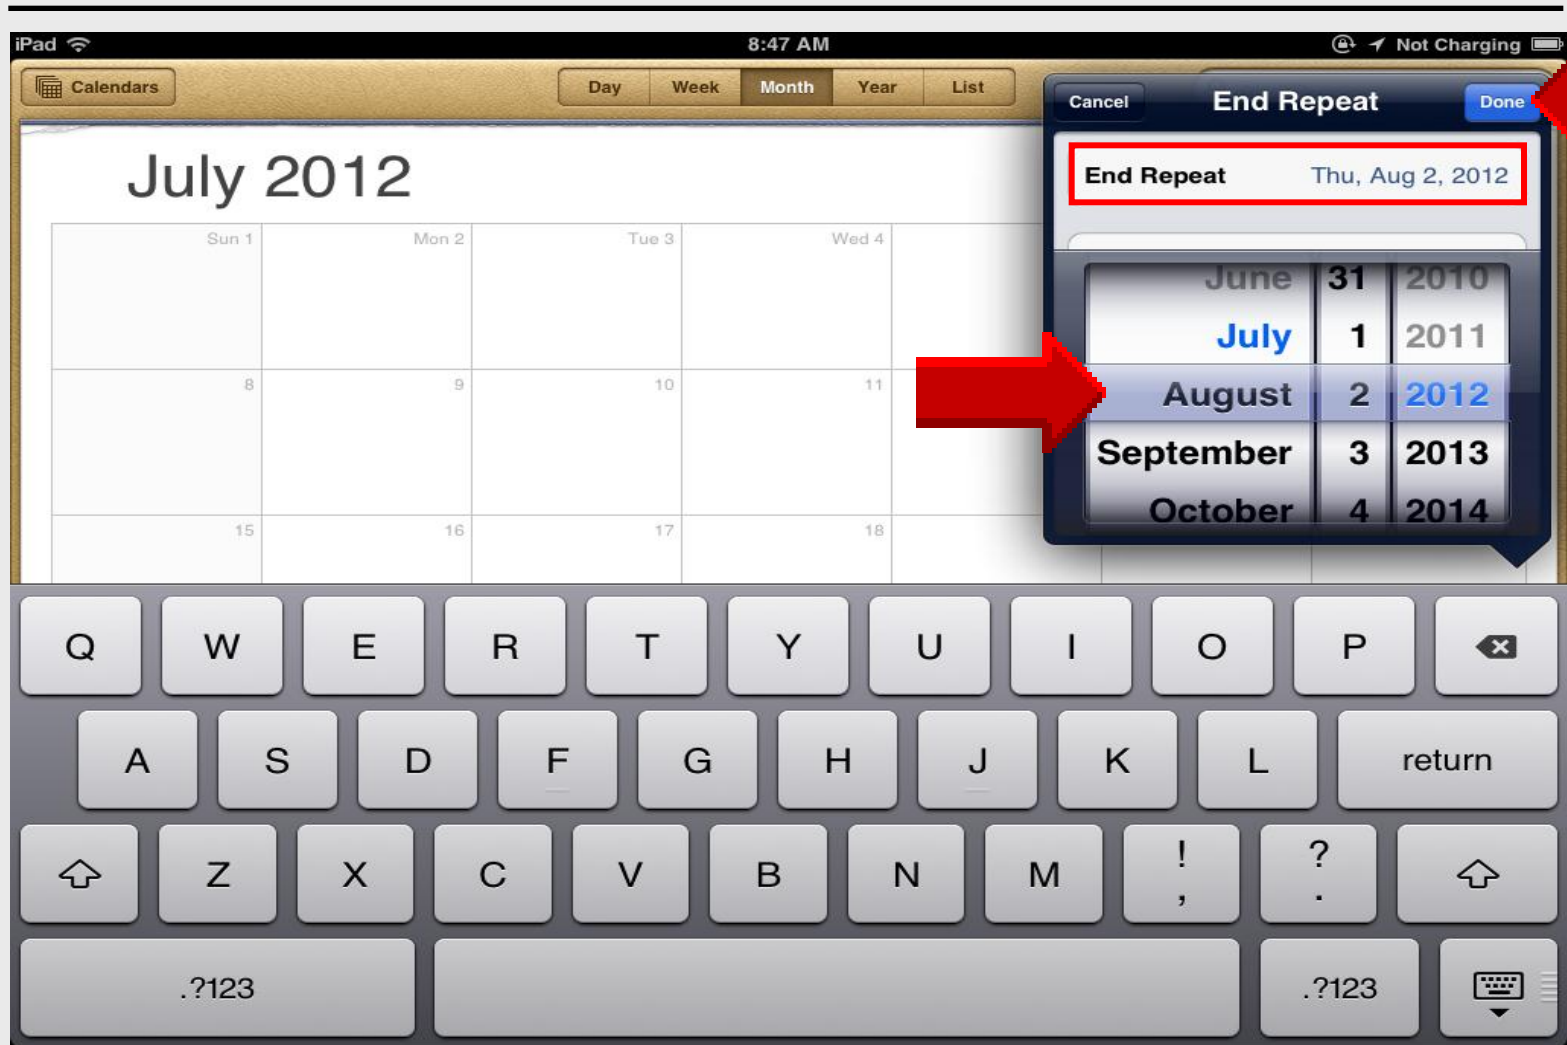 iPad 8:47 AM Not Charging
Calendars Day Week Month Year List
Cancel End Repeat Done
July 2012
End Repeat Thu, Aug 2, 2012
Sun 1 Mon 2 Tue 3 Wed 4
June 31 2010
July 1 2011
8 9 10 11
August 2 2012
September 3 2013
October 4 2014
15 16 17 18
Q W E R T Y U I O P
A S D F G H J K L return
Z X C V B N M ! , ? .
.?123 .?123